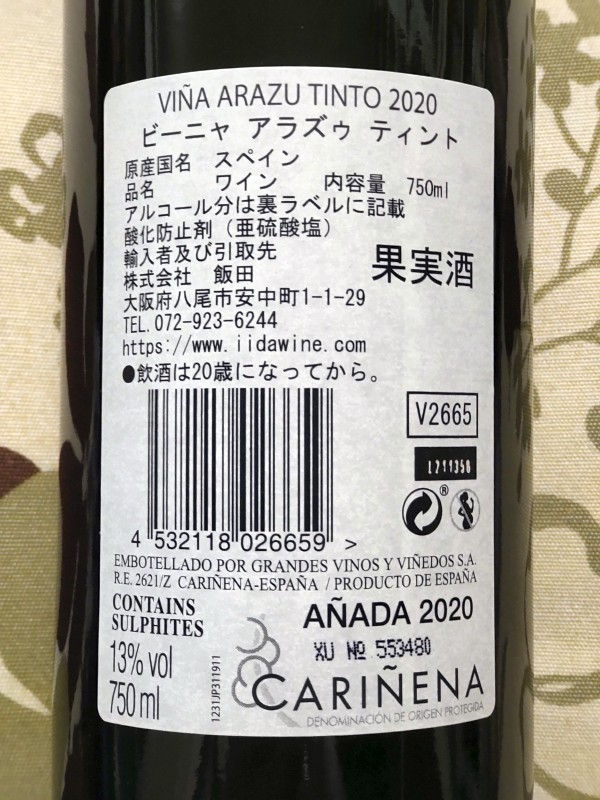 VIÑA ARAZU TINTO 2020
ビーニャ アラズゥ ティント
原産国名 スペイン
品名 ワイン 内容量 750ml
アルコール分は裏ラベルに記載
酸化防止剤（亜硫酸塩）
輸入者及び引取先
株式会社 飯田
果実酒
大阪府八尾市安中町1-1-29
TEL. 072-923-6244
https://www.iidawine.com
●飲酒は20歳になってから。
V2665
L211356
®
4 532118 026659 >
EMBOTELLADO POR GRANDES VINOS Y VIÑEDOS S.A.
R.E. 2621/Z CARIÑENA-ESPAÑA / PRODUCTO DE ESPAÑA
CONTAINS
SULPHITES
AÑADA 2020
XU Nº 553480
13% vol
750 ml
1231JP311911
CARIÑENA
DENOMINACIÓN DE ORIGEN PROTEGIDA